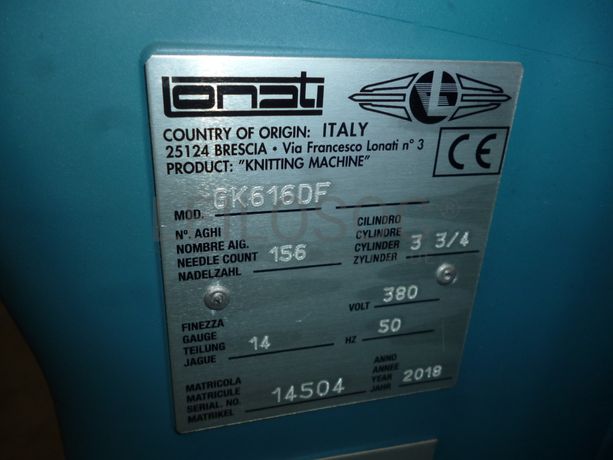 Lonati
COUNTRY OF ORIGIN: ITALY
25124 BRESCIA • Via Francesco Lonati n° 3
PRODUCT: "KNITTING MACHINE"
CE
MOD. GK616DF
N°. AGHI
NOMBRE AIG.
NEEDLE COUNT 156
NADELZAHL
CILINDRO
CYLINDRE
CYLINDER 3 3/4
ZYLINDER
VOLT 380
FINEZZA
GAUGE
TEILUNG 14
JAGUE
HZ 50
MATRICOLA
MATRICULE
SERIAL. NO. 14504
MATRIKEL
ANNO
ANNEE
YEAR 2018
JAHR